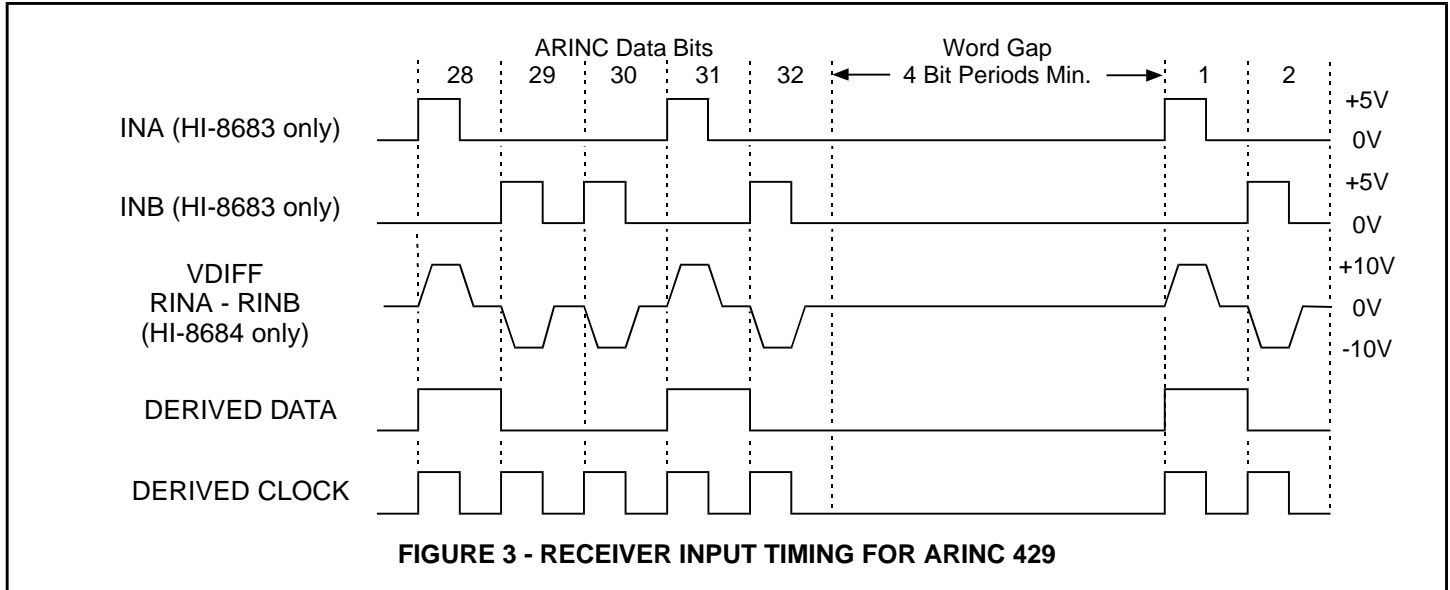 ARINC Data Bits
Word Gap
28 29 30 31 32 4 Bit Periods Min. 1 2
INA (HI-8683 only)
+5V
0V
INB (HI-8683 only)
+5V
0V
VDIFF
RINA - RINB
(HI-8684 only)
+10V
0V
-10V
DERIVED DATA
DERIVED CLOCK
FIGURE 3 - RECEIVER INPUT TIMING FOR ARINC 429